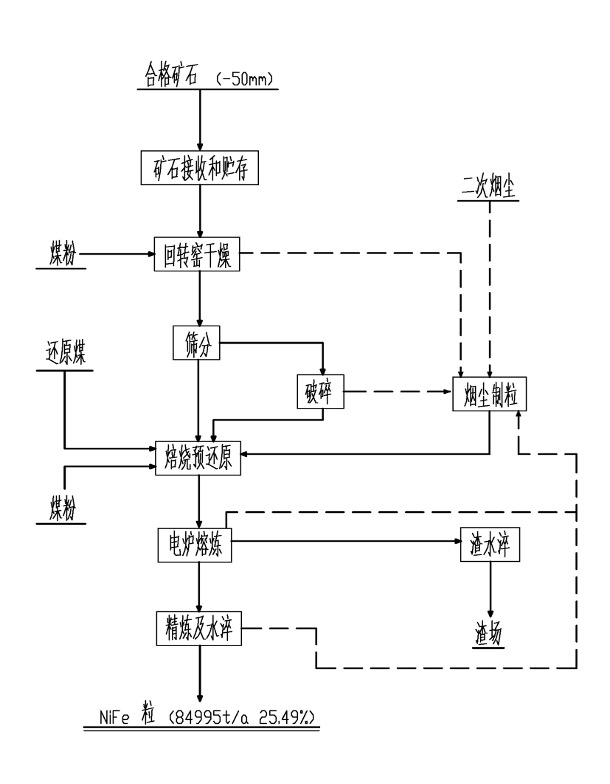 合格矿石 (-50mm)
矿石接收和贮存
二次烟尘
煤粉
回转窑干燥
筛分
还原煤
破碎
烟尘制粒
焙烧预还原
煤粉
电炉熔炼
渣水淬
精炼及水淬
渣场
NiFe 粒 (84995t/a 25.49%)